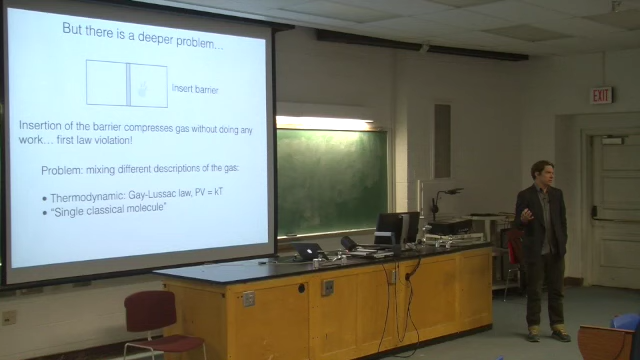 But there is a deeper problem…
Insert barrier
Insertion of the barrier compresses gas without doing any
work… first law violation!
Problem: mixing different descriptions of the gas:
• Thermodynamic: Gay-Lussac law, PV = kT
• "Single classical molecule"
EXIT